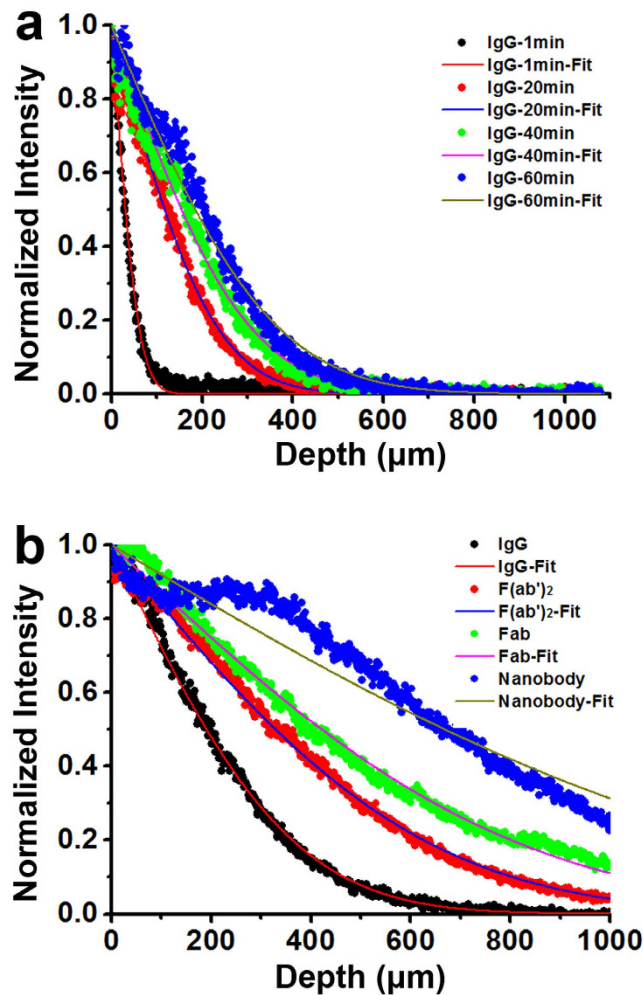 a
Normalized Intensity
1.0
0.8
0.6
0.4
0.2
0.0
IgG-1min
IgG-1min-Fit
IgG-20min
IgG-20min-Fit
IgG-40min
IgG-40min-Fit
IgG-60min
IgG-60min-Fit
0 200 400 600 800 1000
Depth (µm)
b
Normalized Intensity
1.0
0.8
0.6
0.4
0.2
0.0
IgG
IgG-Fit
F(ab')₂
F(ab')₂-Fit
Fab
Fab-Fit
Nanobody
Nanobody-Fit
0 200 400 600 800 1000
Depth (µm)